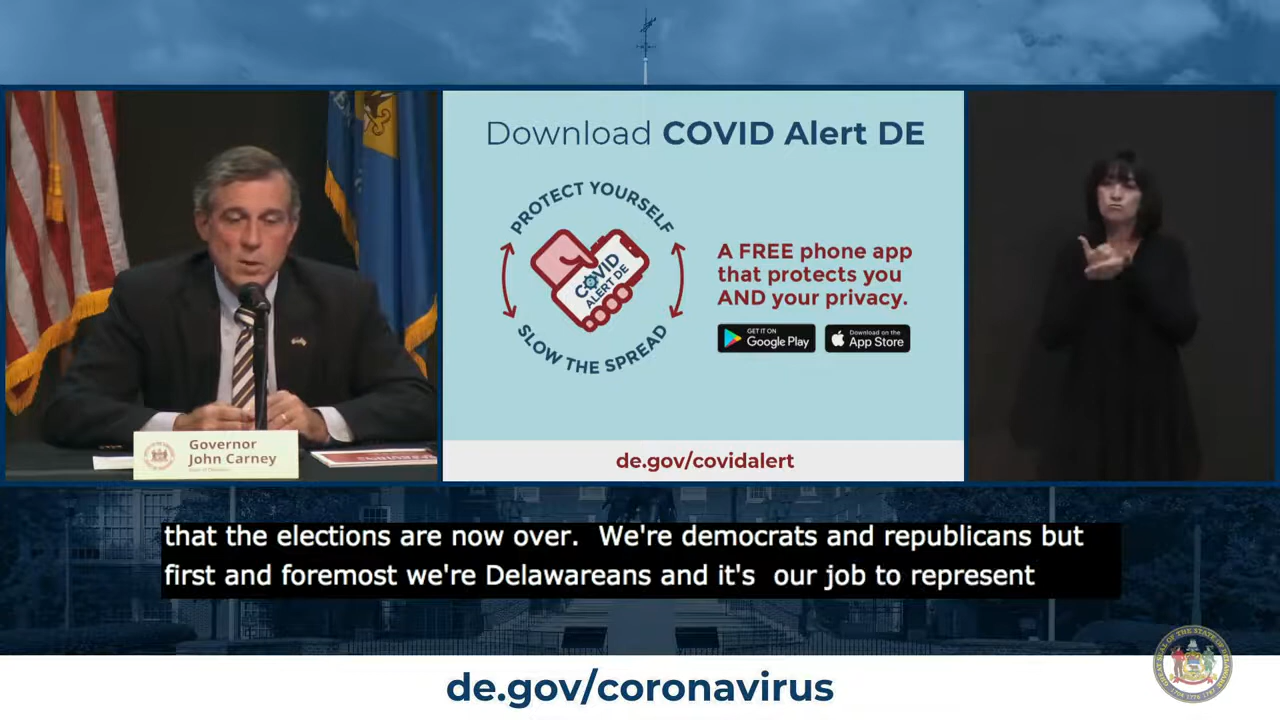 Download COVID Alert DE
PROTECT YOURSELF
COVID
ALERT DE
SLOW THE SPREAD
A FREE phone app
that protects you
AND your privacy.
GET IT ON
Google Play
Download on the
App Store
de.gov/covidalert
Governor
John Carney
that the elections are now over.  We're democrats and republicans but
first and foremost we're Delawareans and it's  our job to represent
de.gov/coronavirus